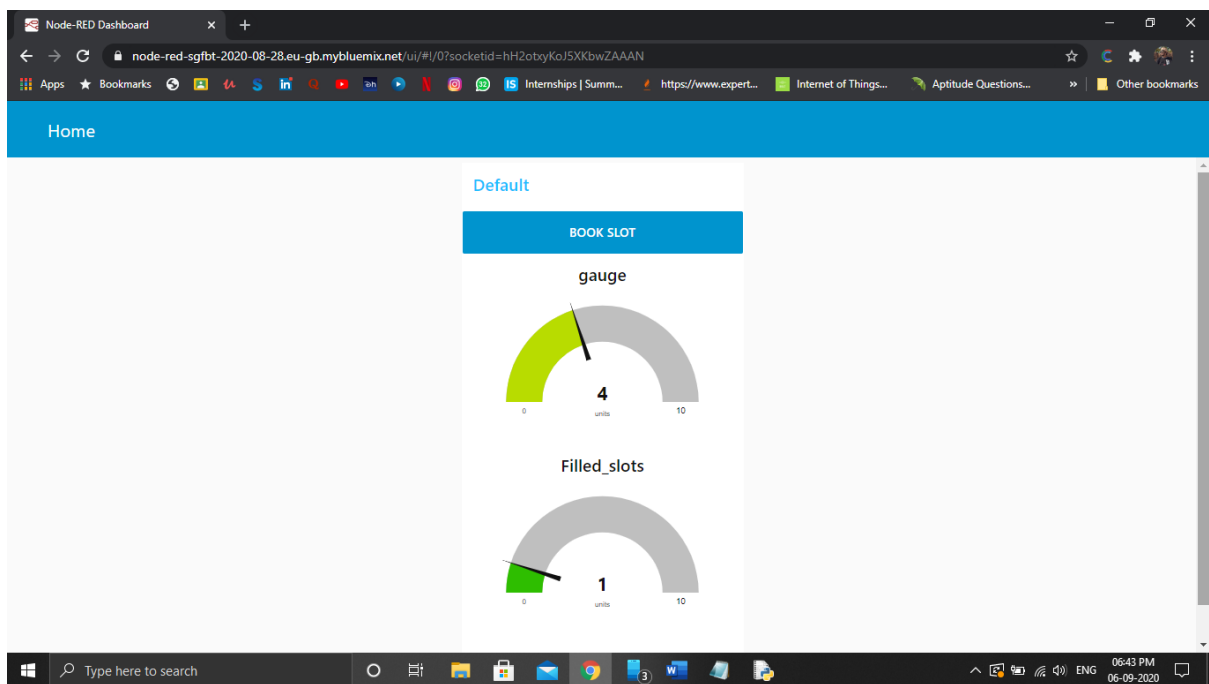 Node-RED Dashboard
node-red-sgfbt-2020-08-28.eu-gb.mybluemix.net/ui/#!/0?socketid=hH2otxyKoJ5XKbwZAAAN
Apps Bookmarks Internships | Summ... https://www.expert... Internet of Things... Aptitude Questions... » Other bookmarks
Home
Default
BOOK SLOT
gauge
4
units
0 10
Filled_slots
1
units
0 10
Type here to search
3
ENG
06:43 PM
06-09-2020